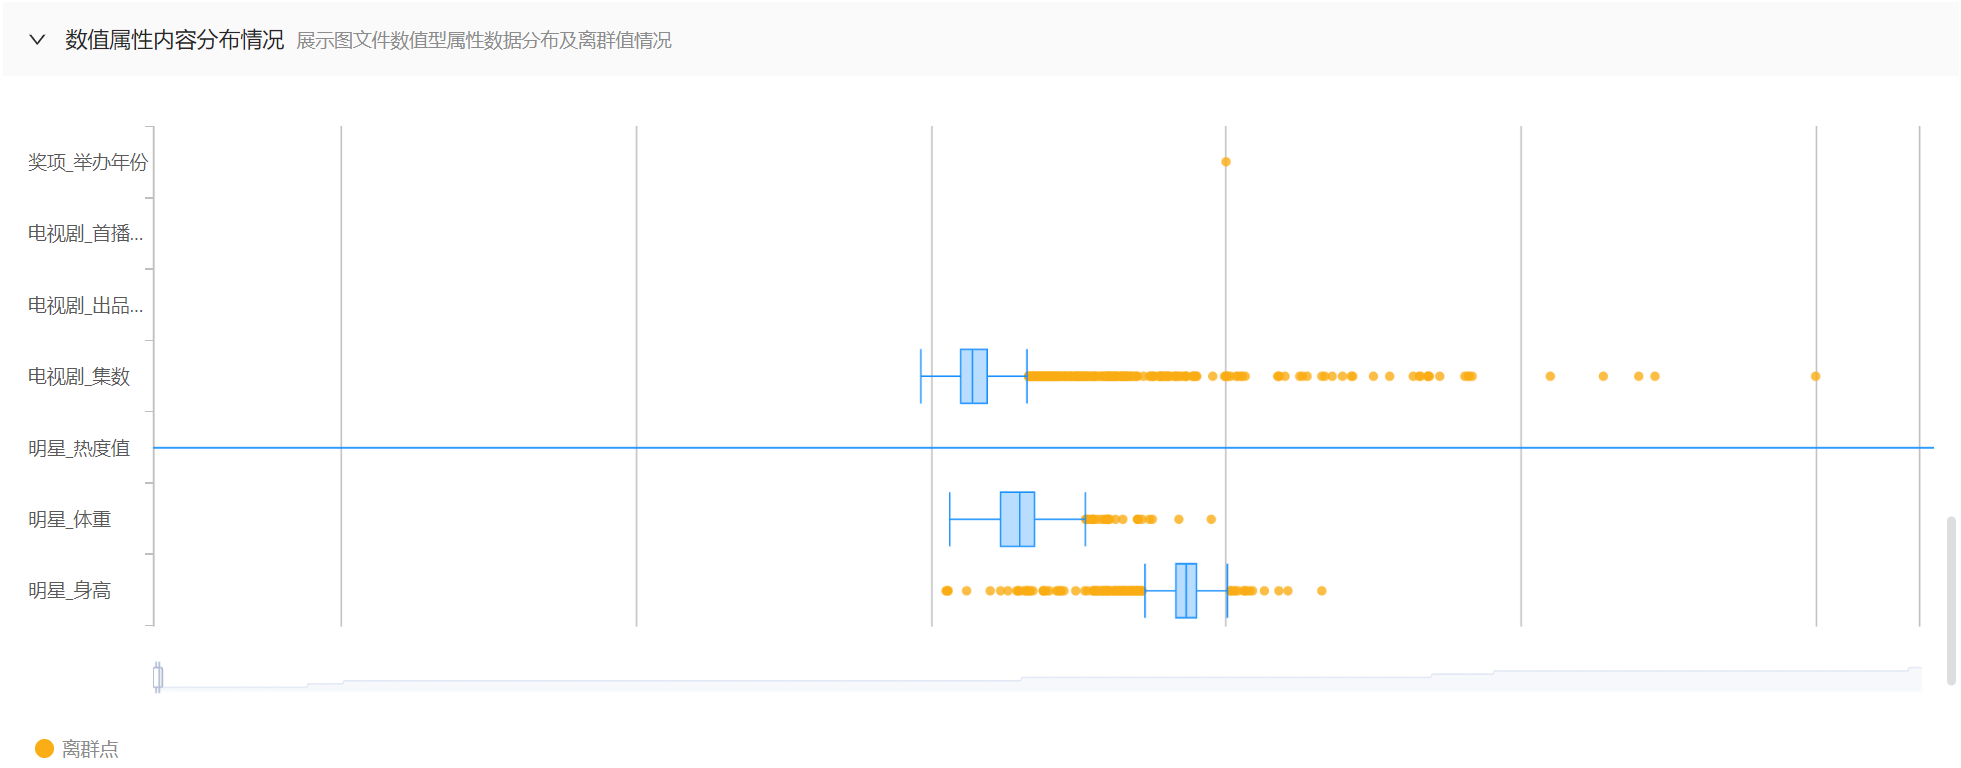 数值属性内容分布情况 展示图文件数值型属性数据分布及离群值情况
奖项_举办年份
电视剧_首播...
电视剧_出品...
电视剧_集数
明星_热度值
明星_体重
明星_身高
离群点